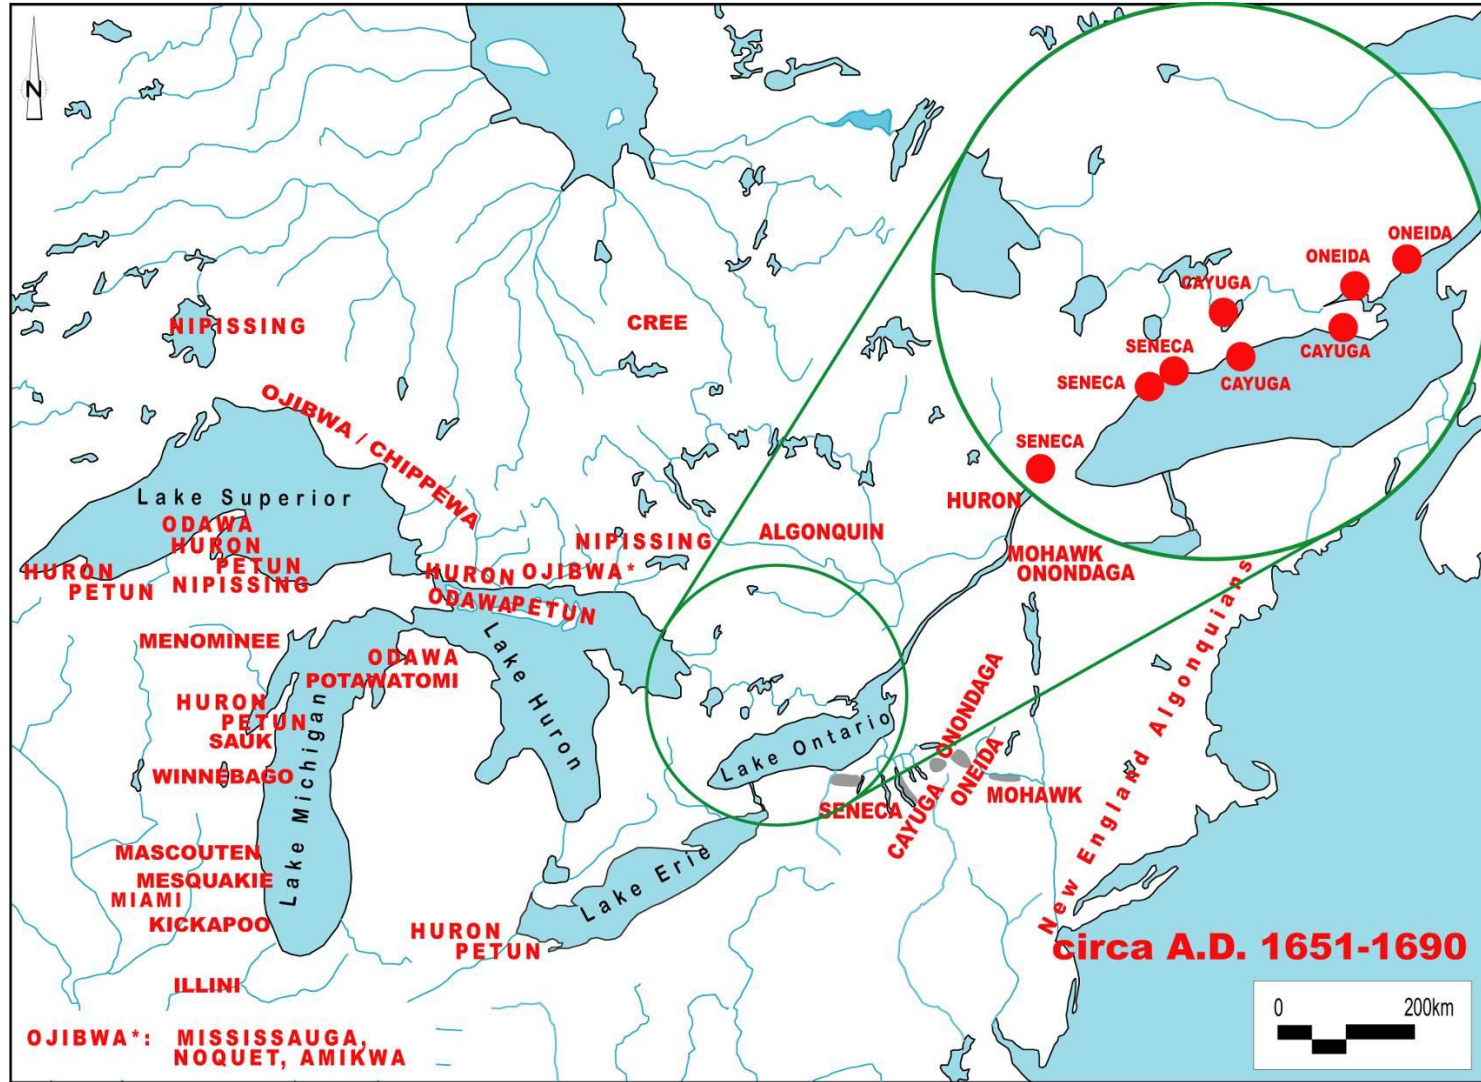 N
ONEIDA
ONEIDA
CAYUGA
CAYUGA
SENECA
CAYUGA
SENECA
SENECA
NIPISSING
CREE
OJIBWA / CHIPPEWA
Lake Superior
ODAWA
HURON
PETUN
NIPISSING
HURON
PETUN
HURON
ALGONQUIN
NIPISSING
HURON OJIBWA*
ODAWA PETUN
MOHAWK
ONONDAGA
MENOMINEE
ODAWA
POTAWATOMI
Lake Huron
HURON
PETUN
SAUK
WINNEBAGO
Lake Michigan
Lake Ontario
ONONDAGA
ONEIDA
CAYUGA
SENECA
MOHAWK
New England Algonquians
MASCOUTEN
MESQUAKIE
MIAMI
KICKAPOO
Lake Erie
HURON
PETUN
ILLINI
circa A.D. 1651-1690
0 200km
OJIBWA*: MISSISSAUGA,
NOQUET, AMIKWA